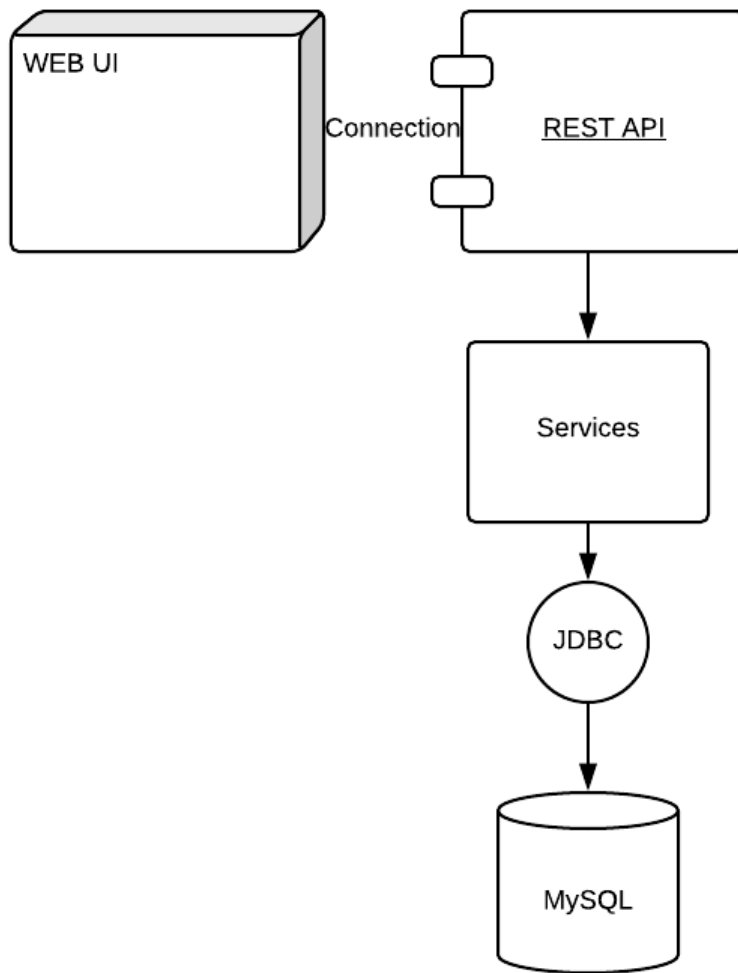 WEB UI
Connection
REST API
Services
JDBC
MySQL